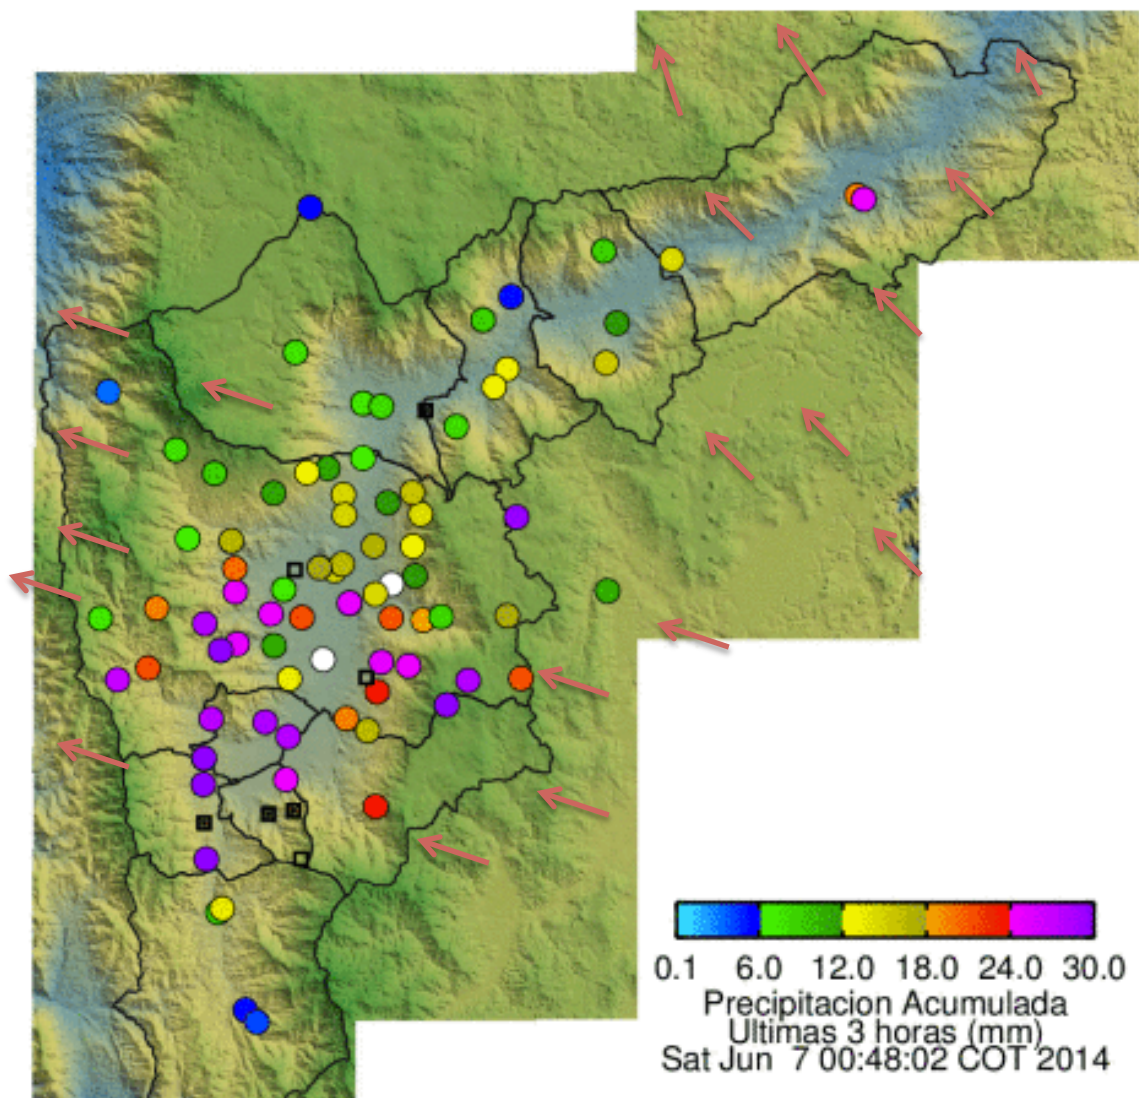 0.1 6.0 12.0 18.0 24.0 30.0
Precipitacion Acumulada
Ultimas 3 horas (mm)
Sat Jun 7 00:48:02 COT 2014